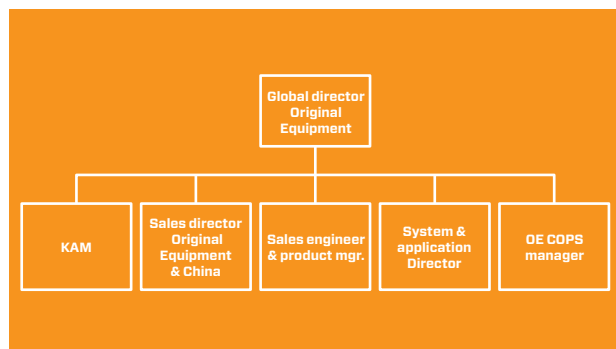 Global director
Original
Equipment
KAM
Sales director
Original
Equipment
& China
Sales engineer
& product mgr.
System &
application
Director
OE COPS
manager